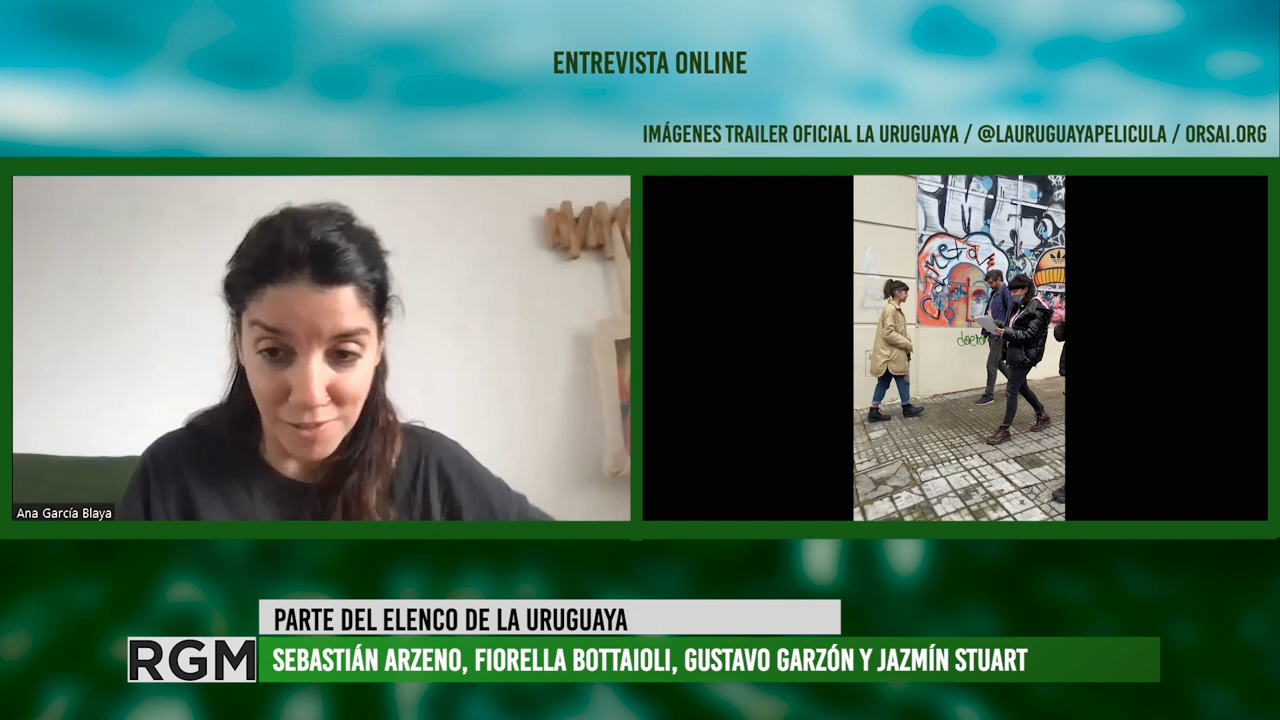 ENTREVISTA ONLINE
IMÁGENES TRAILER OFICIAL LA URUGUAYA / @LAURUGUAYAPELICULA / ORSAI.ORG
Ana García Blaya
PARTE DEL ELENCO DE LA URUGUAYA
RGM
SEBASTIÁN ARZENO, FIORELLA BOTTAIOLI, GUSTAVO GARZÓN Y JAZMÍN STUART